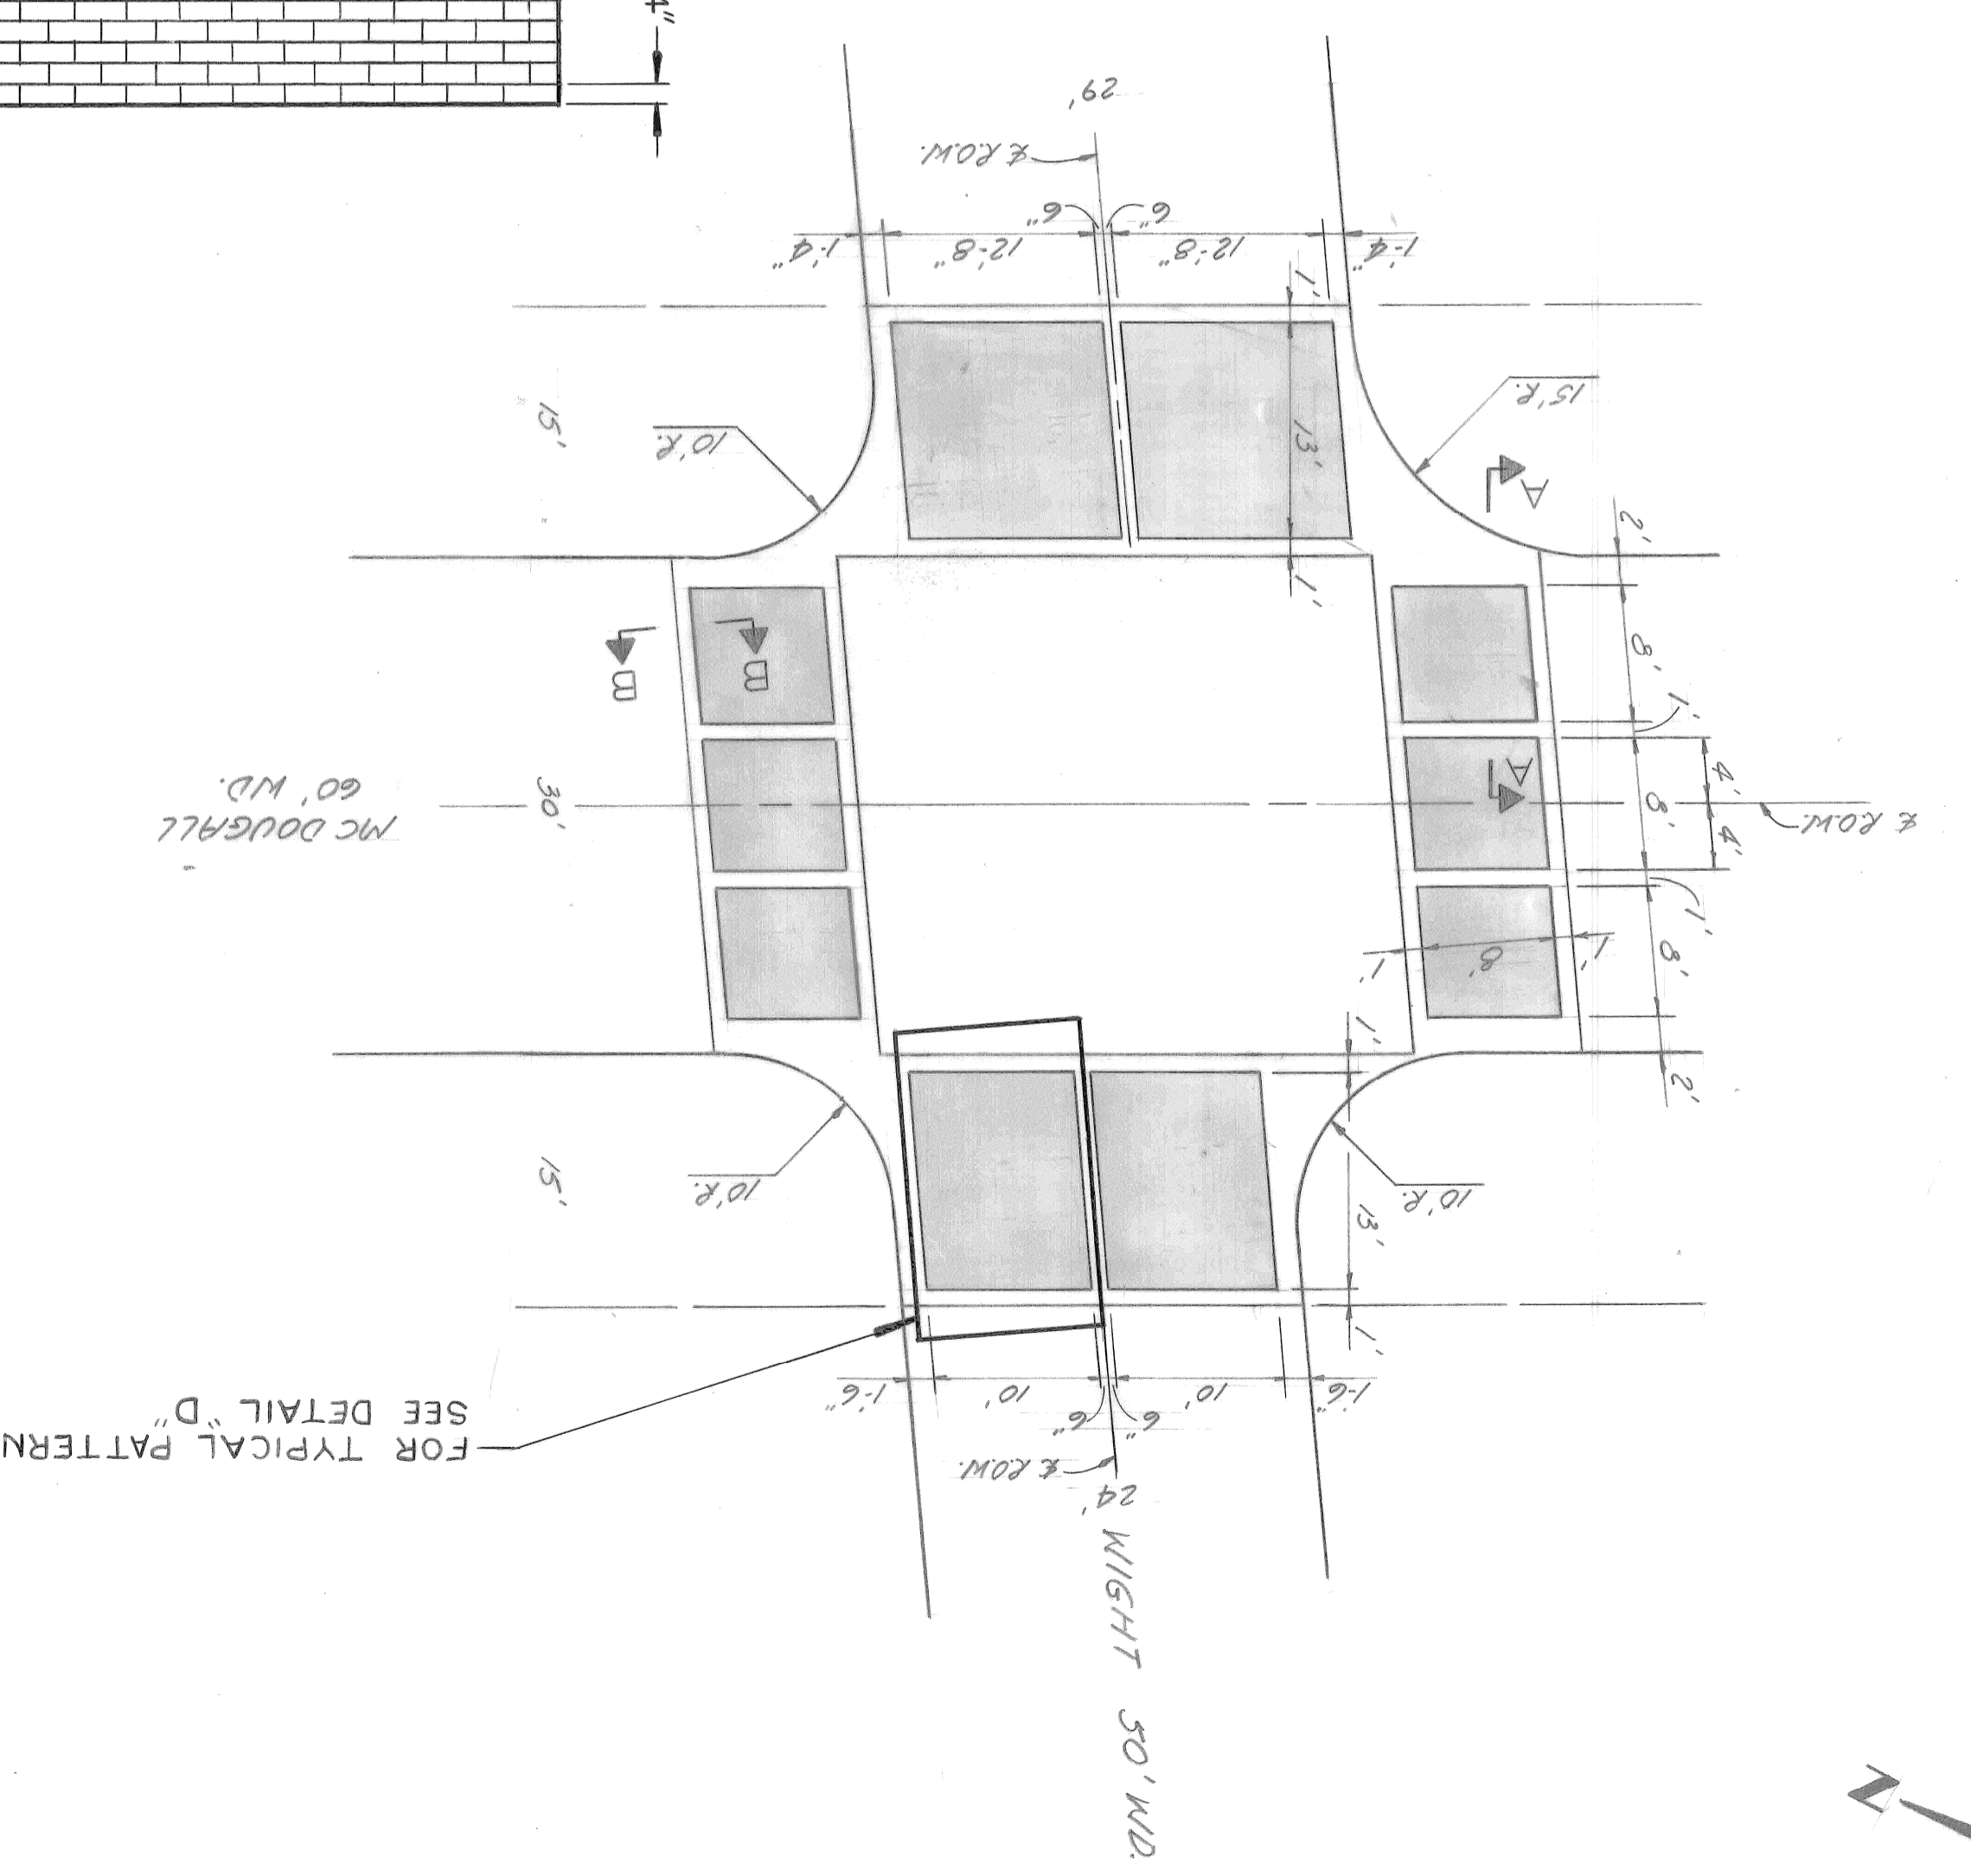 N
WIGHT 50' WD.
24'
℄ R.O.W.
FOR TYPICAL PATTERN
SEE DETAIL "D"
6"
6"
1'-6"
10'
10'
1'-6"
1'
13'
1'
10'R.
10'R.
15'
2'
8'
1'
8'
1'
8'
1'
8'
1'
2'
4'
4'
℄ R.O.W.
MC DOUGALL
60' WD.
30'
A
A
B
B
15'R.
10'R.
15'
1'
13'
1'
1'-4"
12'-8"
12'-8"
1'-4"
6"
6"
℄ R.O.W.
29'
4"